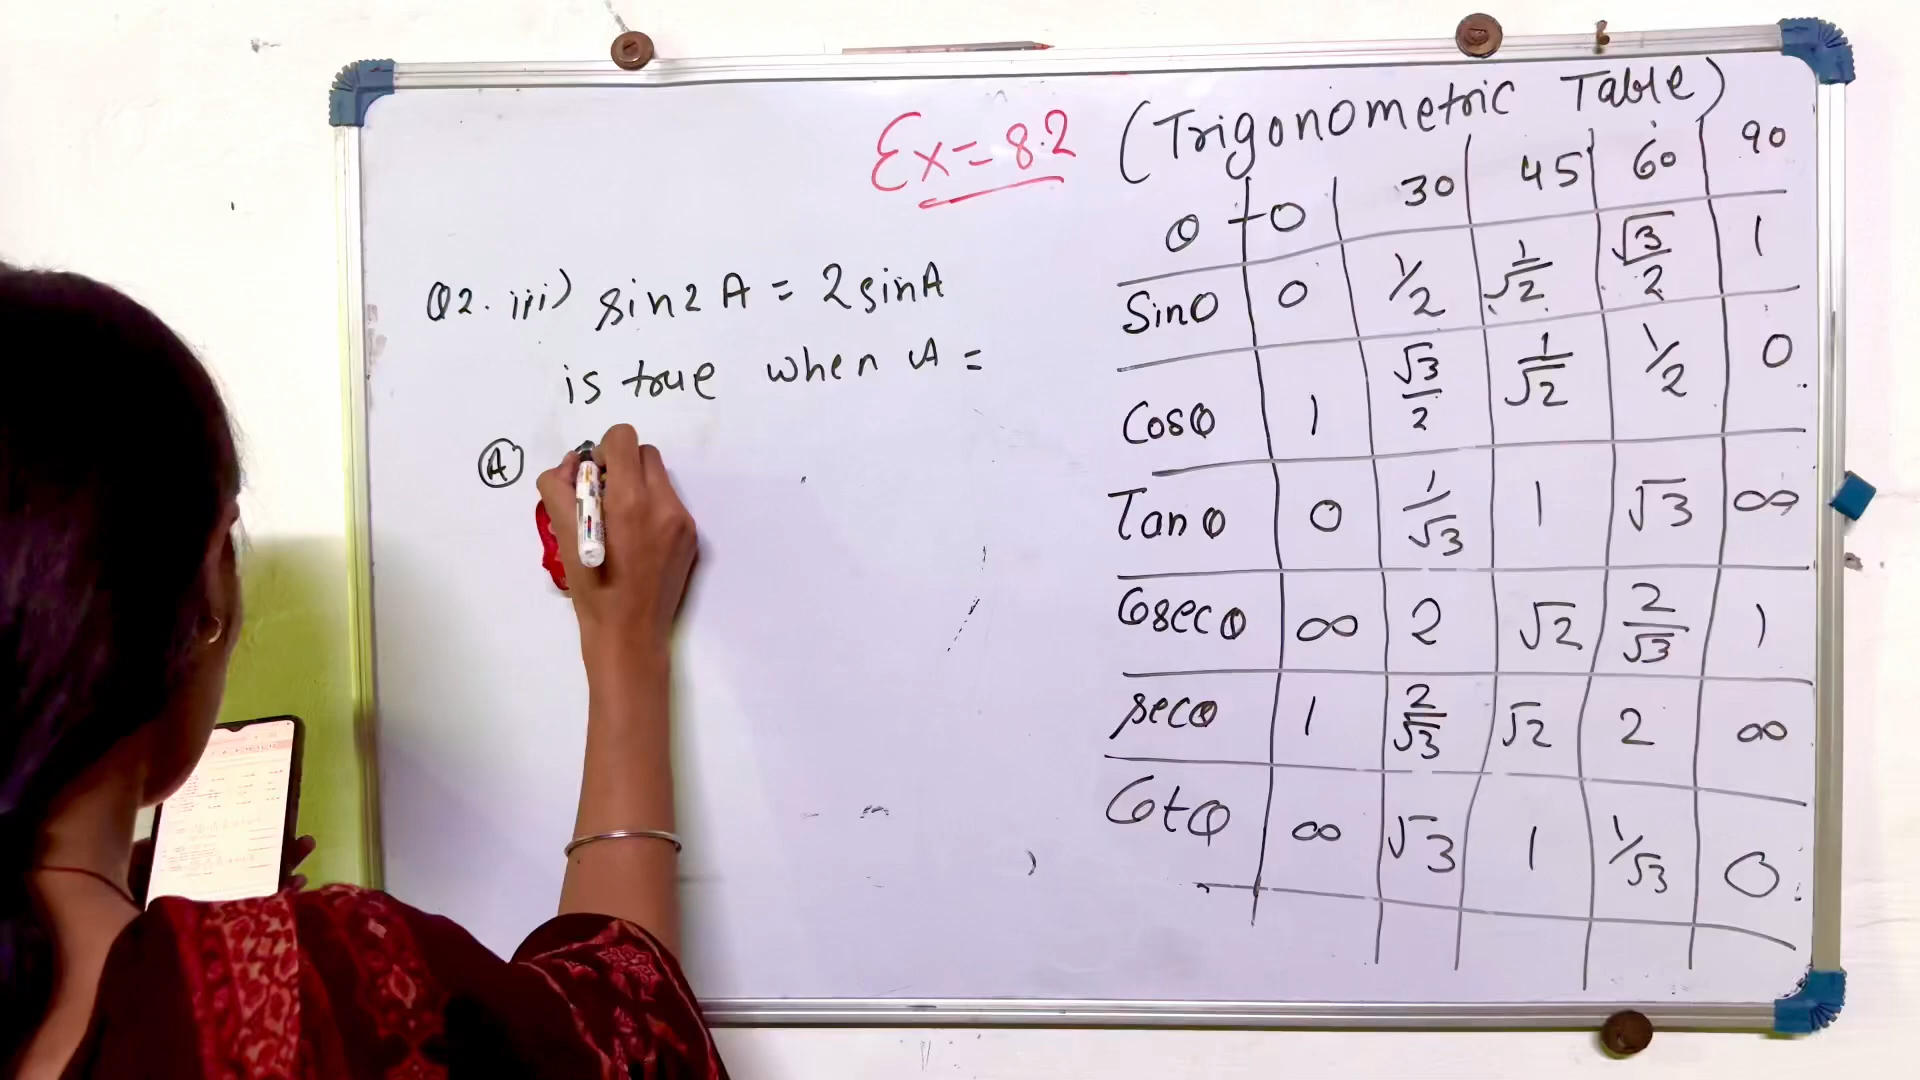 Ex = 8.2
(Trigonometric Table)
Q2. iii) sin2A = 2sinA
is true when A =
(A)
θ 0 30 45 60 90
Sinθ 0 1/2 1/√2 √3/2 1
Cosθ 1 √3/2 1/√2 1/2 0
Tanθ 0 1/√3 1 √3 ∞
Cosecθ ∞ 2 √2 2/√3 1
secθ 1 2/√3 √2 2 ∞
Cotθ ∞ √3 1 1/√3 0